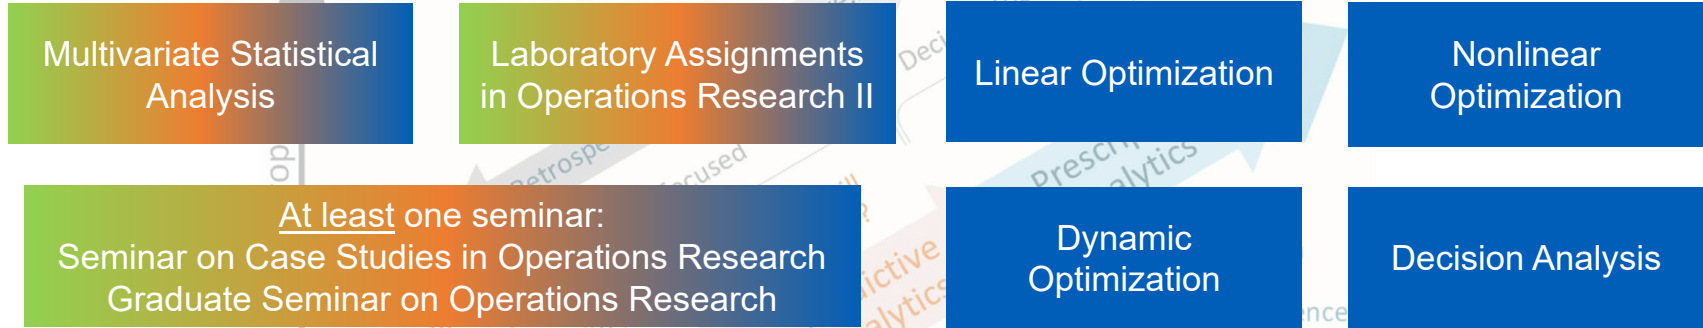 Multivariate Statistical
Analysis
Laboratory Assignments
in Operations Research II
Linear Optimization
Nonlinear
Optimization
At least one seminar:
Seminar on Case Studies in Operations Research
Graduate Seminar on Operations Research
Dynamic
Optimization
Decision Analysis